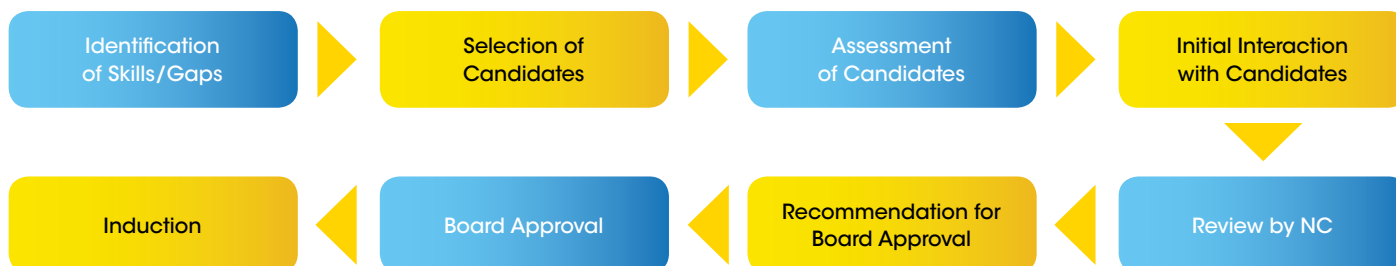 Identification
of Skills/Gaps
Selection of
Candidates
Assessment
of Candidates
Initial Interaction
with Candidates
Review by NC
Recommendation for
Board Approval
Board Approval
Induction